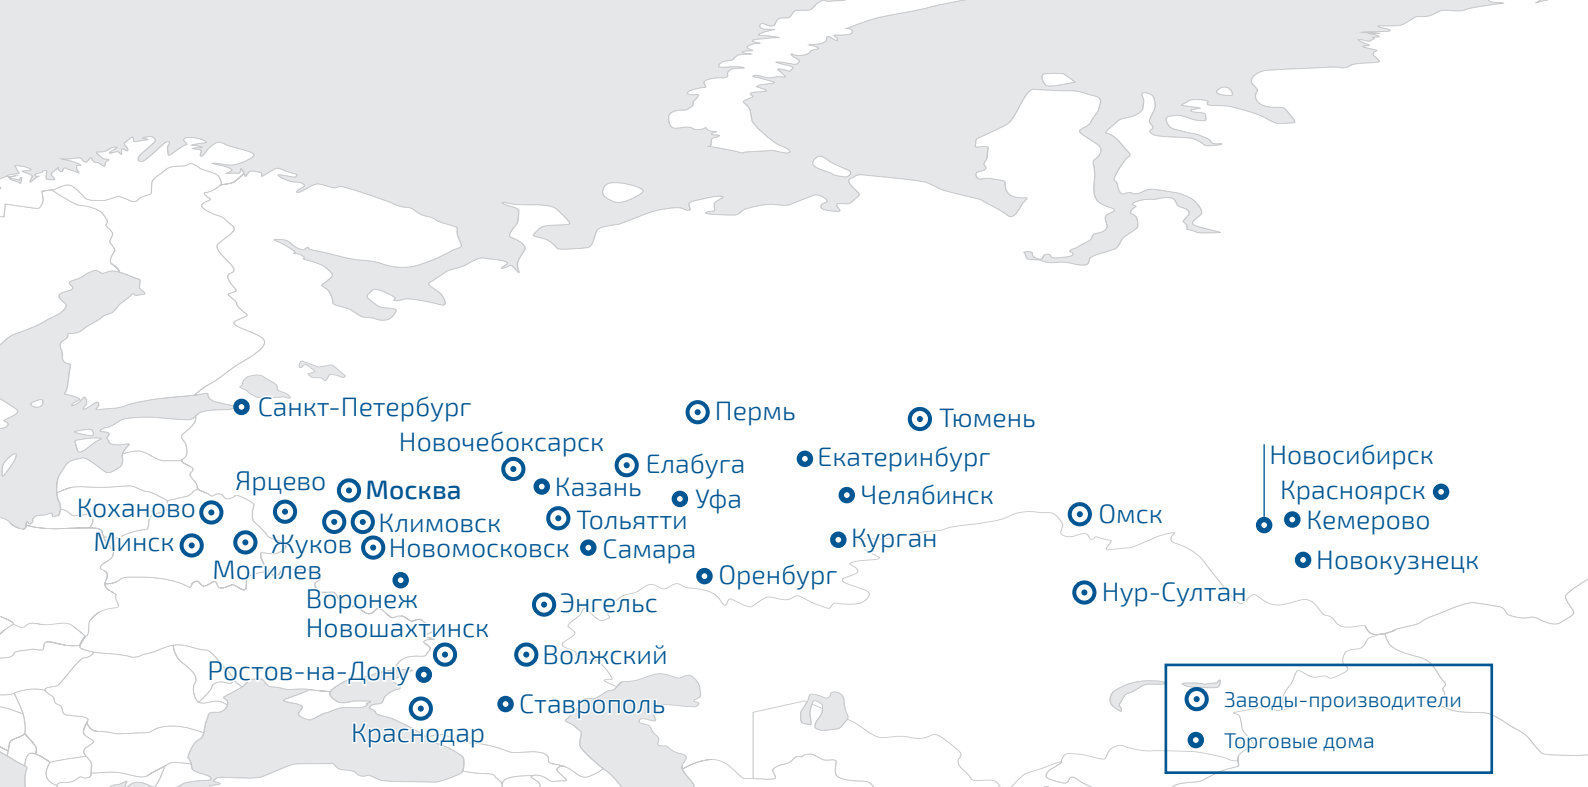 Санкт-Петербург
Пермь
Тюмень
Новочебоксарск
Елабуга
Екатеринбург
Новосибирск
Ярцево
Москва
Казань
Уфа
Челябинск
Красноярск
Коханово
Климовск
Тольятти
Омск
Кемерово
Минск
Жуков
Новомосковск
Самара
Курган
Новокузнецк
Могилев
Оренбург
Воронеж
Энгельс
Нур-Султан
Новошахтинск
Волжский
Ростов-на-Дону
Ставрополь
Краснодар
Заводы-производители
Торговые дома